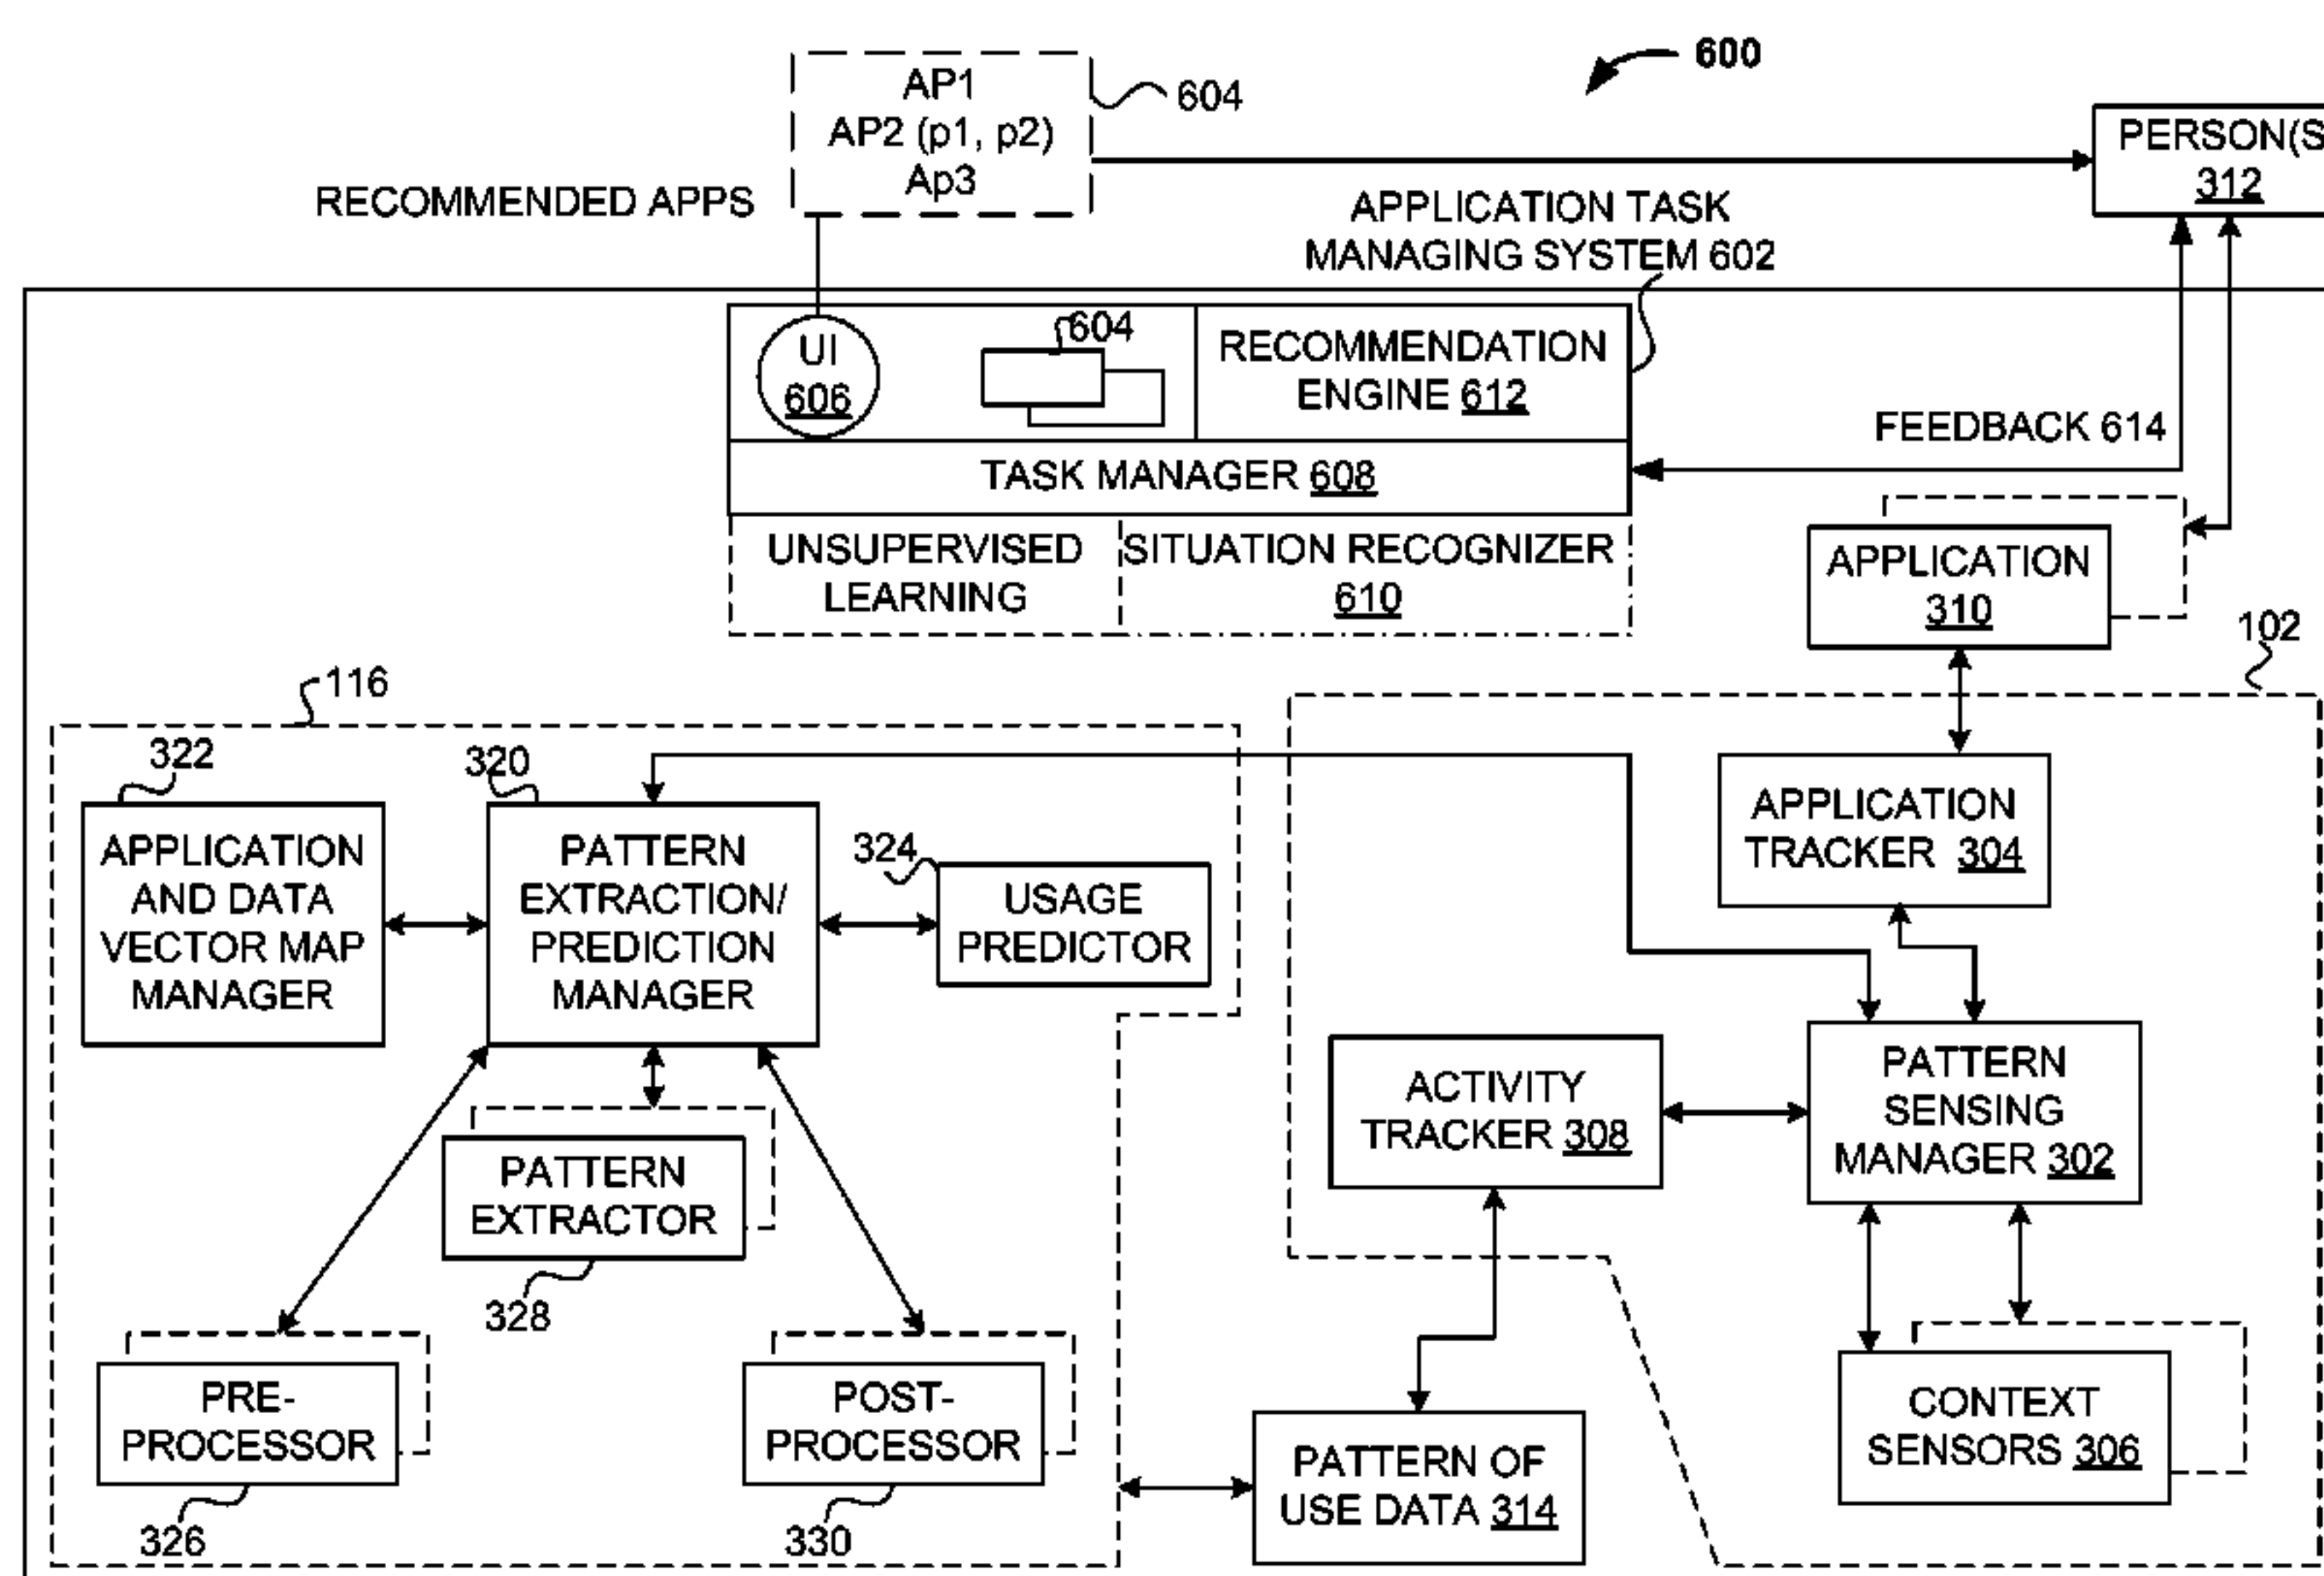 600
AP1
AP2 (p1, p2)
Ap3
604
PERSON(S
312
RECOMMENDED APPS
APPLICATION TASK
MANAGING SYSTEM 602
UI
606
604
RECOMMENDATION
ENGINE 612
FEEDBACK 614
TASK MANAGER 608
UNSUPERVISED
LEARNING
SITUATION RECOGNIZER
610
APPLICATION
310
102
116
322
320
APPLICATION
AND DATA
VECTOR MAP
MANAGER
PATTERN
EXTRACTION/
PREDICTION
MANAGER
324
USAGE
PREDICTOR
APPLICATION
TRACKER 304
ACTIVITY
TRACKER 308
PATTERN
SENSING
MANAGER 302
PATTERN
EXTRACTOR
328
PRE-
PROCESSOR
326
POST-
PROCESSOR
330
PATTERN OF
USE DATA 314
CONTEXT
SENSORS 306